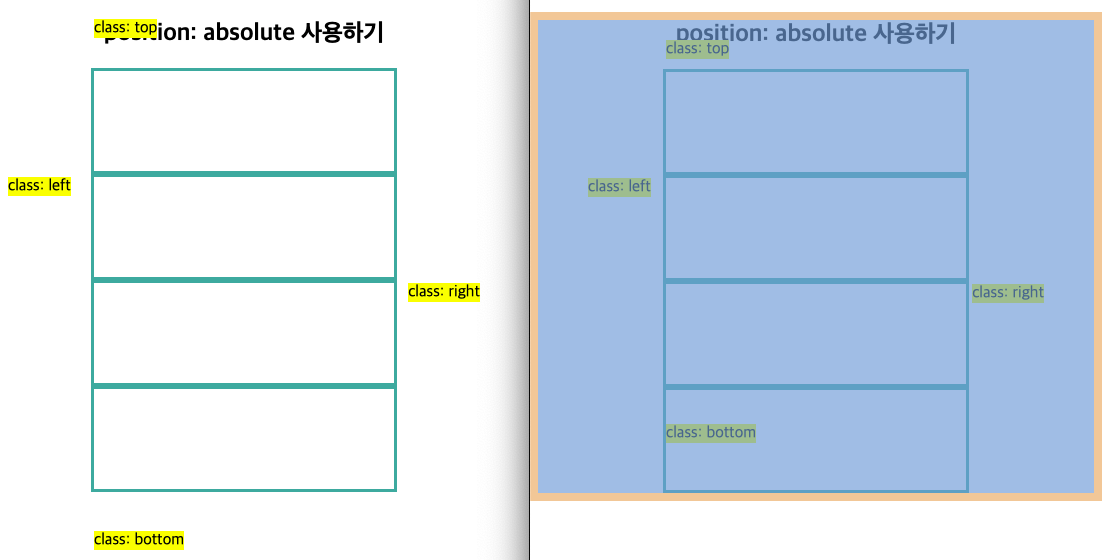 class: top
position: absolute 사용하기
class: left
class: right
class: bottom
position: absolute 사용하기
class: top
class: left
class: right
class: bottom